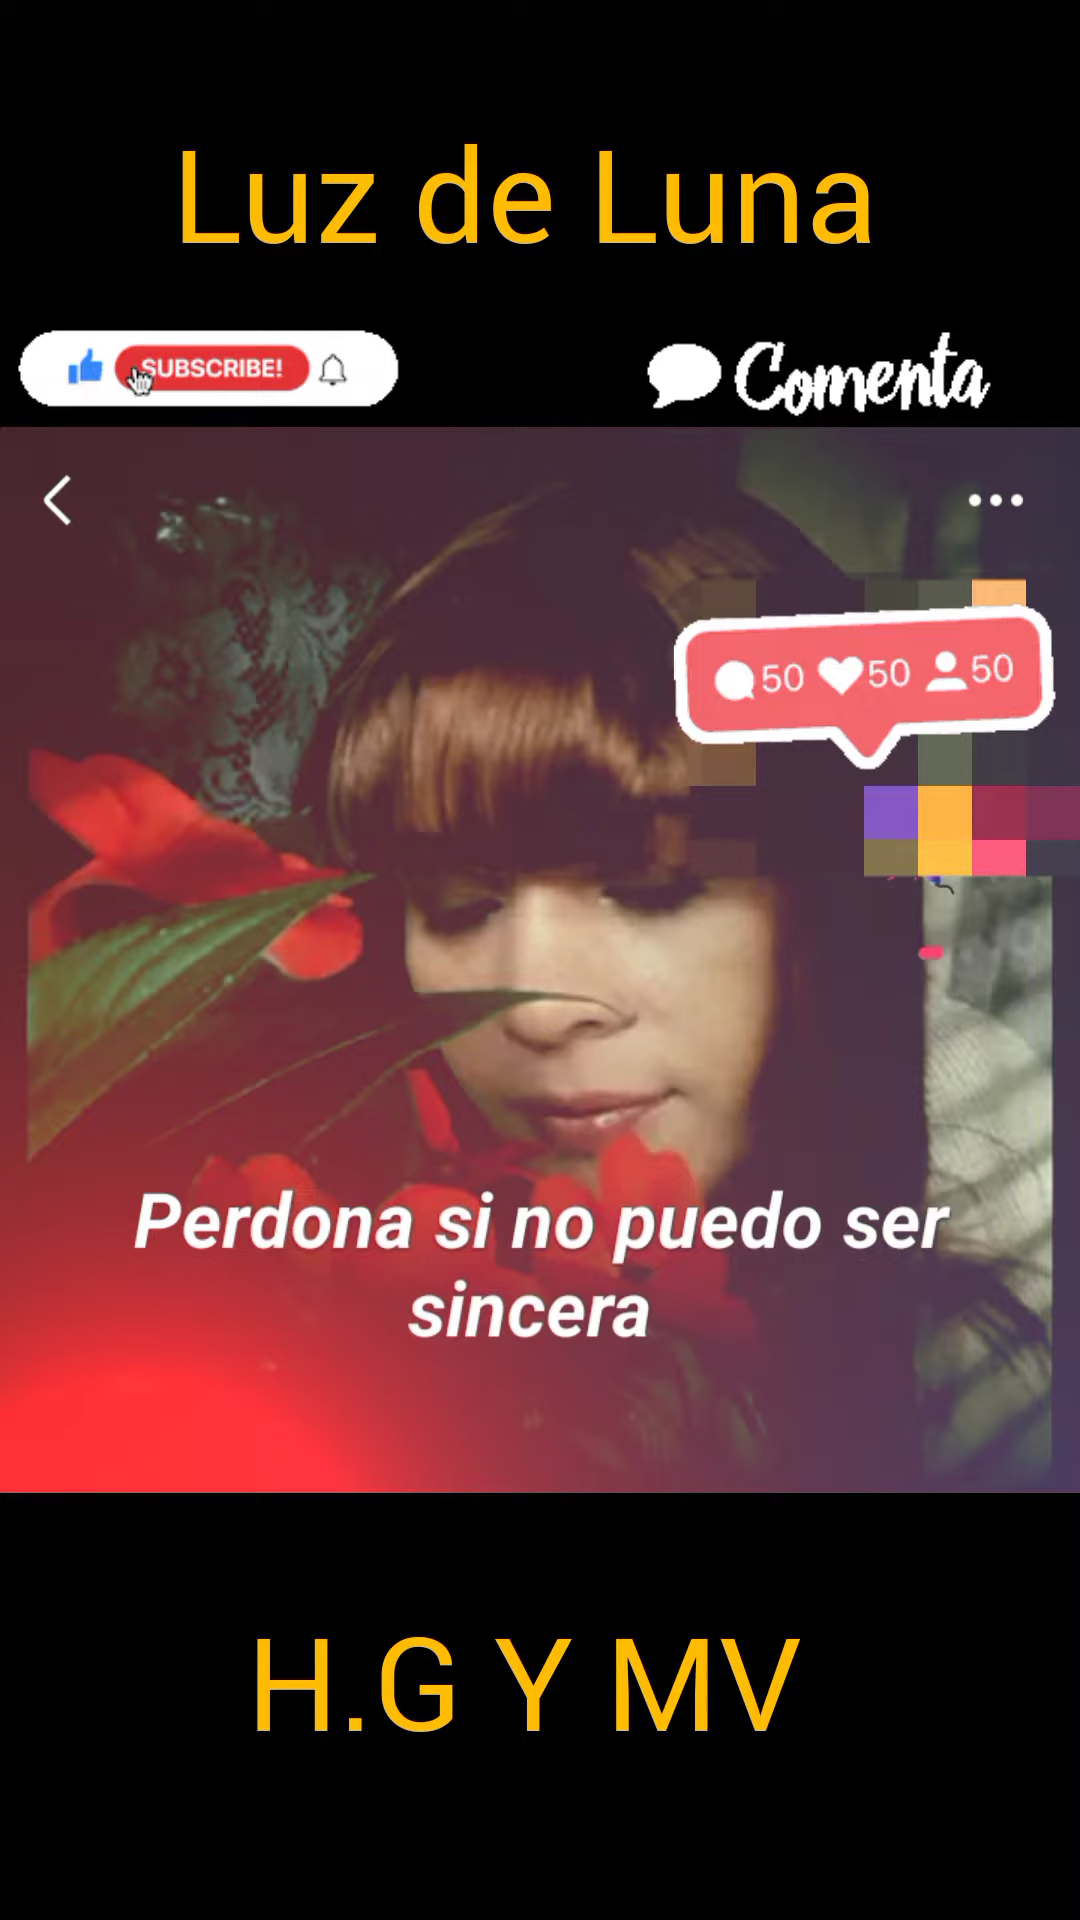 Luz de Luna
SUBSCRIBE!
Comenta
50 50 50
Perdona si no puedo ser
sincera
H.G Y MV